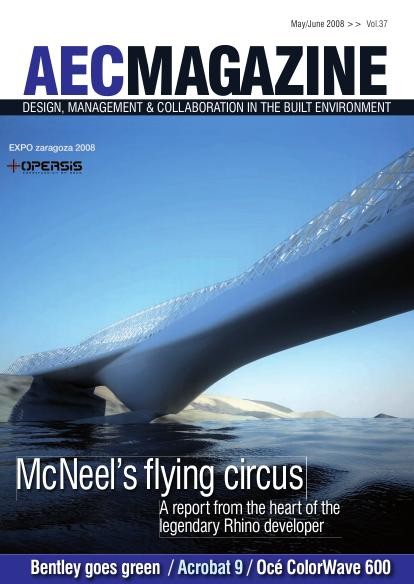 May/June 2008 >> Vol.37
AECMAGAZINE
DESIGN, MANAGEMENT & COLLABORATION IN THE BUILT ENVIRONMENT
EXPO zaragoza 2008
OPERSIS
McNeel's flying circus
A report from the heart of the
legendary Rhino developer
Bentley goes green / Acrobat 9 / Océ ColorWave 600